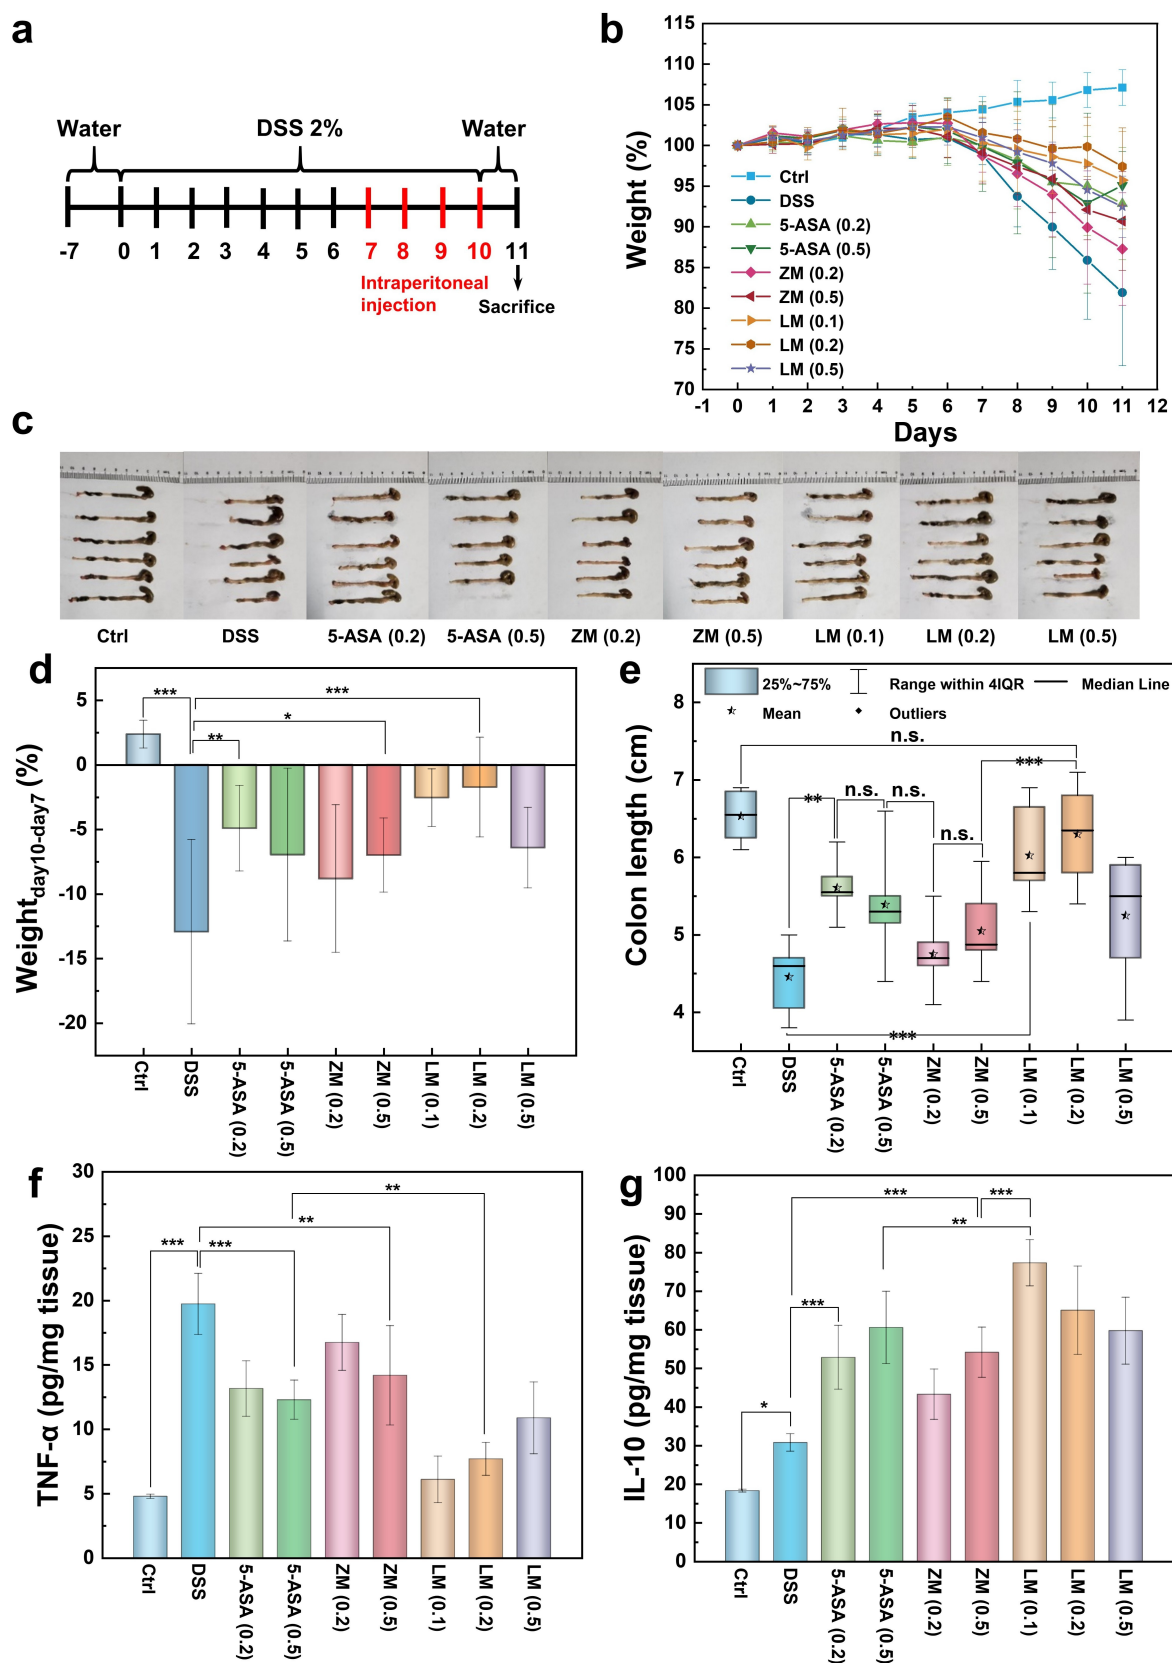 a
Water
DSS 2%
Water
-7
0
1
2
3
4
5
6
7
8
9
10
11
Intraperitoneal
injection
Sacrifice
b
Weight (%)
115
110
105
100
95
90
85
80
75
70
Ctrl
DSS
5-ASA (0.2)
5-ASA (0.5)
ZM (0.2)
ZM (0.5)
LM (0.1)
LM (0.2)
LM (0.5)
-1 0 1 2 3 4 5 6 7 8 9 10 11 12
Days
c
Ctrl
DSS
5-ASA (0.2)
5-ASA (0.5)
ZM (0.2)
ZM (0.5)
LM (0.1)
LM (0.2)
LM (0.5)
d
Weight day10-day7 (%)
5
0
-5
-10
-15
-20
***
***
*
**
Ctrl
DSS
5-ASA (0.2)
5-ASA (0.5)
ZM (0.2)
ZM (0.5)
LM (0.1)
LM (0.2)
LM (0.5)
e
Colon length (cm)
8
7
6
5
4
25%~75%
Range within 4IQR
Median Line
Mean
Outliers
n.s.
***
**
n.s.
n.s.
n.s.
***
Ctrl
DSS
5-ASA (0.2)
5-ASA (0.5)
ZM (0.2)
ZM (0.5)
LM (0.1)
LM (0.2)
LM (0.5)
f
TNF-α (pg/mg tissue)
30
25
20
15
10
5
0
**
**
***
***
Ctrl
DSS
5-ASA (0.2)
5-ASA (0.5)
ZM (0.2)
ZM (0.5)
LM (0.1)
LM (0.2)
LM (0.5)
g
IL-10 (pg/mg tissue)
100
90
80
70
60
50
40
30
20
10
0
***
***
**
***
*
Ctrl
DSS
5-ASA (0.2)
5-ASA (0.5)
ZM (0.2)
ZM (0.5)
LM (0.1)
LM (0.2)
LM (0.5)